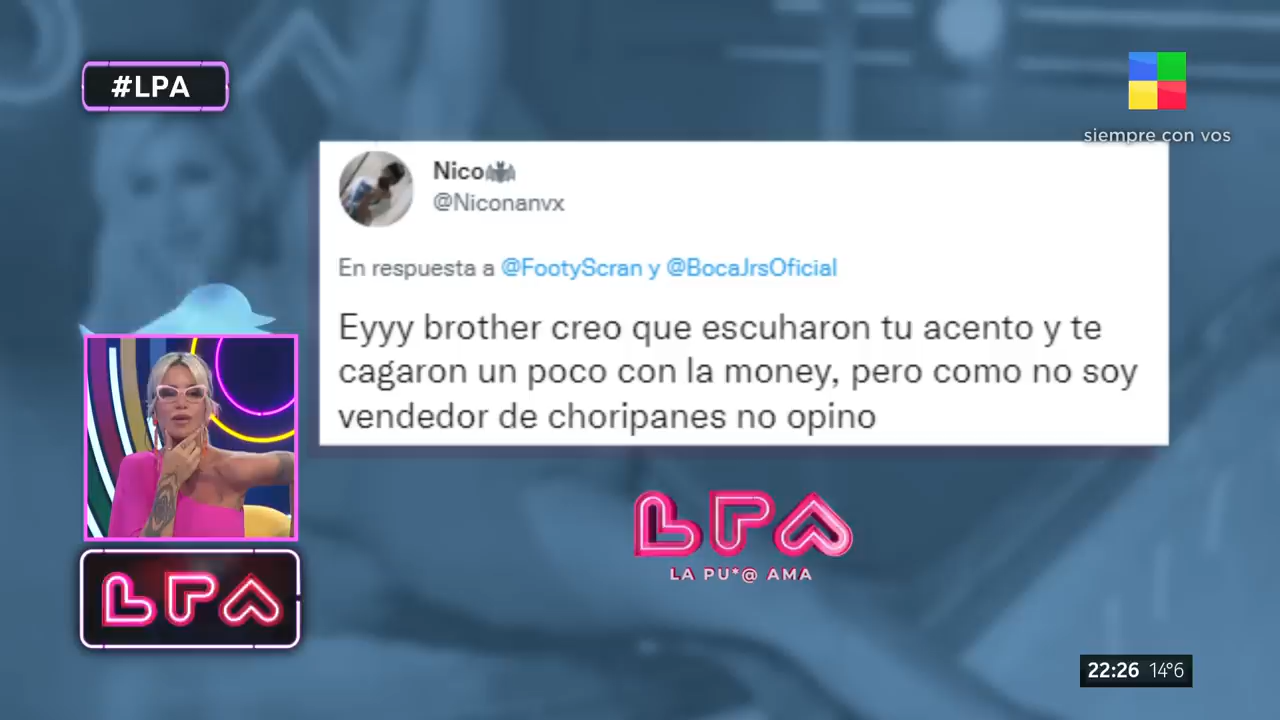 #LPA
siempre con vos
Nico
@Niconanvx
En respuesta a @FootyScran y @BocaJrsOficial
Eyyy brother creo que escuharon tu acento y te
cagaron un poco con la money, pero como no soy
vendedor de choripanes no opino
LPA
LA PU*@ AMA
LPA
22:26 14°6